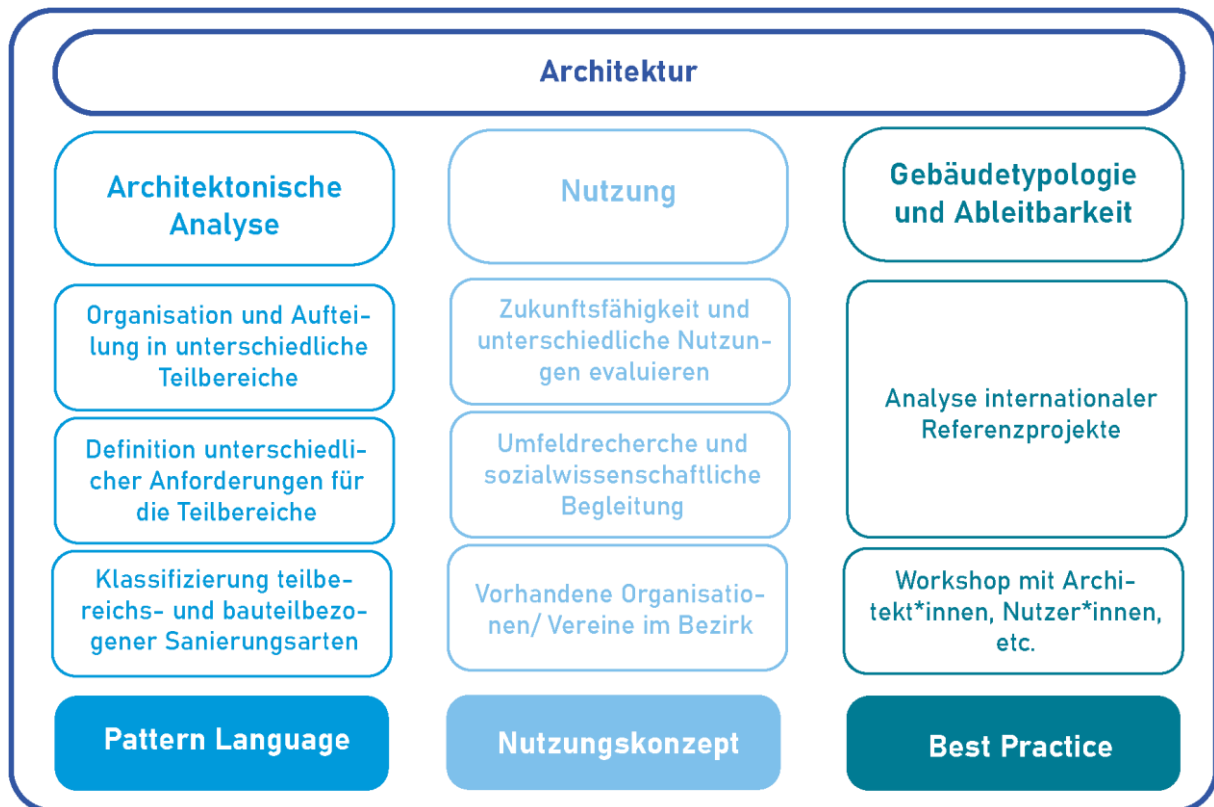 Architektur
Architektonische
Analyse
Organisation und Auftei-
lung in unterschiedliche
Teilbereiche
Definition unterschiedli-
cher Anforderungen für
die Teilbereiche
Klassifizierung teilbe-
reichs- und bauteilbezo-
gener Sanierungsarten
Pattern Language
Nutzung
Zukunftsfähigkeit und
unterschiedliche Nutzun-
gen evaluieren
Umfeldrecherche und
sozialwissenschaftliche
Begleitung
Vorhandene Organisatio-
nen/ Vereine im Bezirk
Nutzungskonzept
Gebäudetypologie
und Ableitbarkeit
Analyse internationaler
Referenzprojekte
Workshop mit Archi-
tekt*innen, Nutzer*innen,
etc.
Best Practice